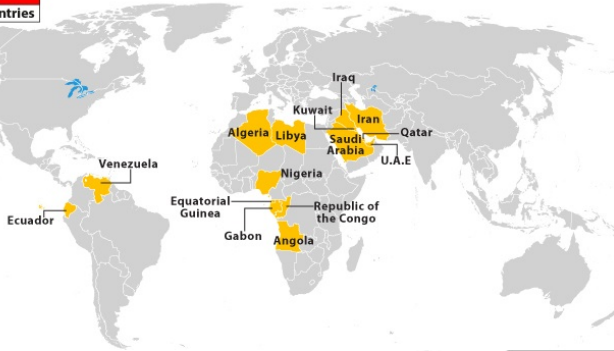 ntries
Iraq
Kuwait
Iran
Algeria
Libya
Qatar
Saudi
Arabia
U.A.E
Venezuela
Nigeria
Equatorial
Guinea
Republic of
the Congo
Ecuador
Gabon
Angola